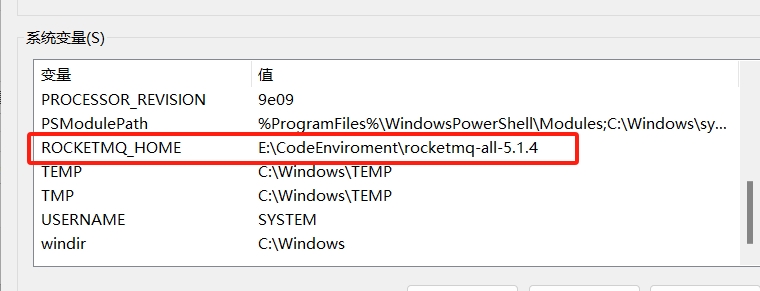 系统变量(S)
变量 值
PROCESSOR_REVISION 9e09
PSModulePath %ProgramFiles%\WindowsPowerShell\Modules;C:\Windows\sy...
ROCKETMQ_HOME E:\CodeEnviroment\rocketmq-all-5.1.4
TEMP C:\Windows\TEMP
TMP C:\Windows\TEMP
USERNAME SYSTEM
windir C:\Windows